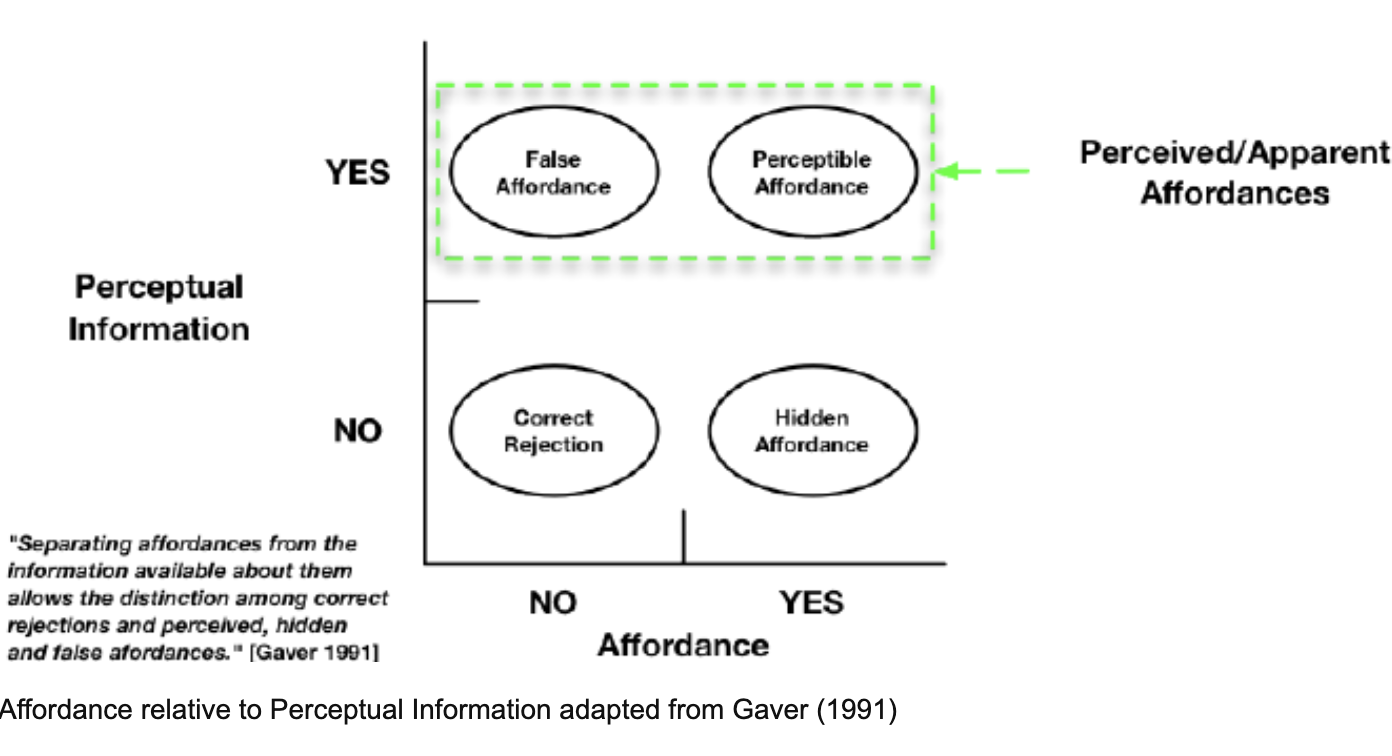 YES
False
Affordance
Perceptible
Affordance
Perceived/Apparent
Affordances
Perceptual
Information
NO
Correct
Rejection
Hidden
Affordance
"Separating affordances from the
information available about them
allows the distinction among correct
rejections and perceived, hidden
and false afordances." [Gaver 1991]
NO
YES
Affordance
Affordance relative to Perceptual Information adapted from Gaver (1991)